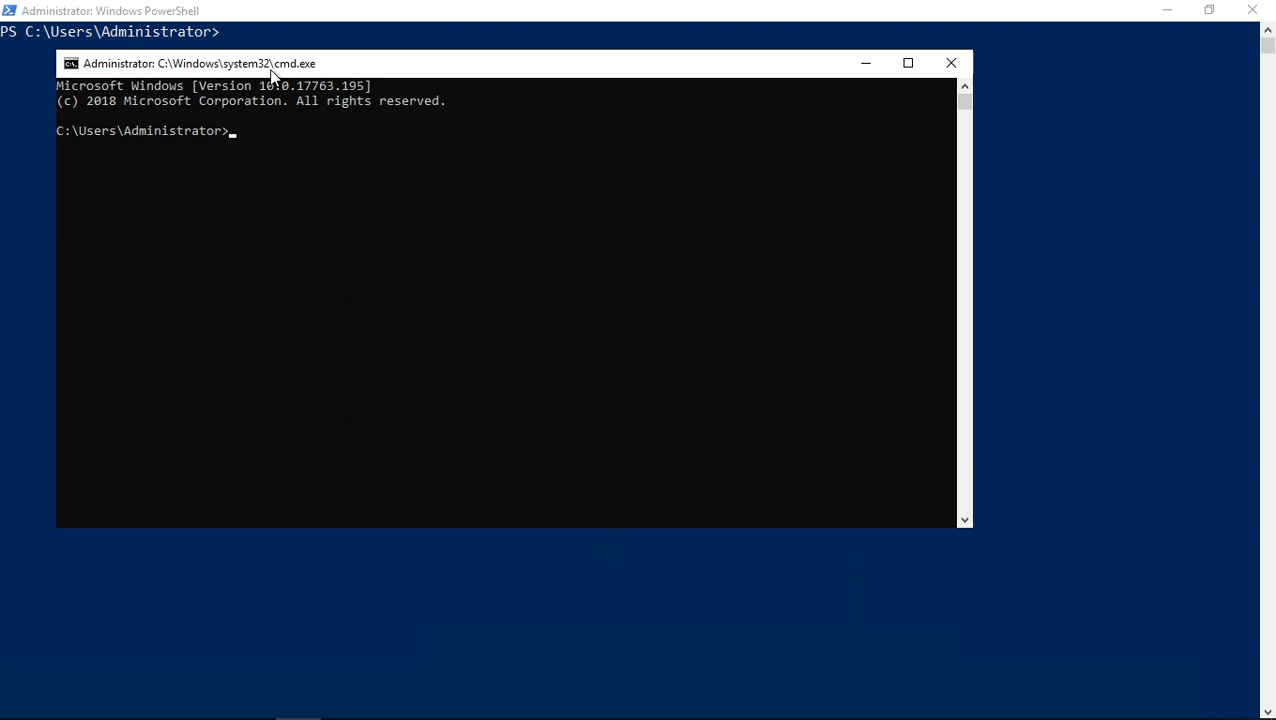 Administrator: Windows PowerShell
PS C:\Users\Administrator>
Administrator: C:\Windows\system32\cmd.exe
Microsoft Windows [Version 10.0.17763.195]
(c) 2018 Microsoft Corporation. All rights reserved.
C:\Users\Administrator>